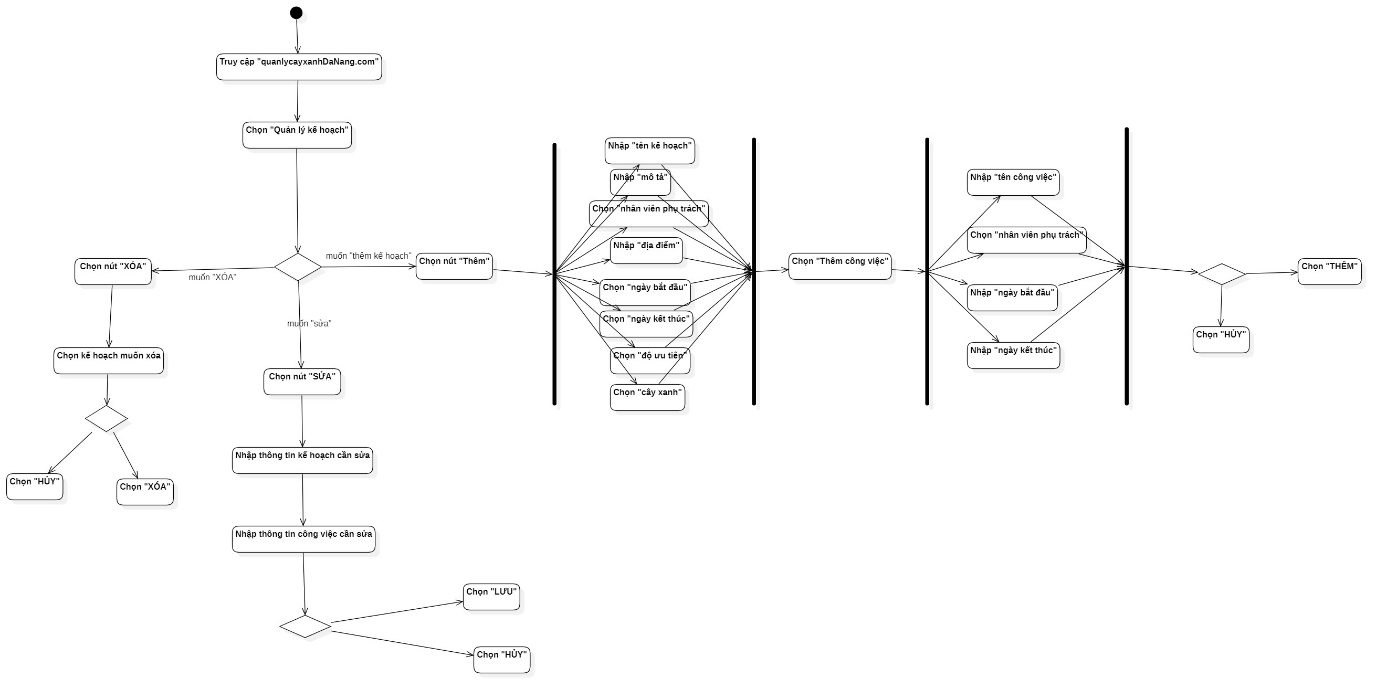 Truy cập "quanlycayxanhDaNang.com"
Chọn "Quản lý kế hoạch"
muốn "thêm kế hoạch"
muốn "XÓA"
muốn "sửa"
Chọn nút "XÓA"
Chọn kế hoạch muốn xóa
Chọn "HỦY"
Chọn "XÓA"
Chọn nút "SỬA"
Nhập thông tin kế hoạch cần sửa
Nhập thông tin công việc cần sửa
Chọn "LƯU"
Chọn "HỦY"
Chọn nút "Thêm"
Nhập "tên kế hoạch"
Nhập "mô tả"
Chọn "nhân viên phụ trách"
Nhập "địa điểm"
Chọn "ngày bắt đầu"
Chọn "ngày kết thúc"
Chọn "độ ưu tiên"
Chọn "cây xanh"
Chọn "Thêm công việc"
Nhập "tên công việc"
Chọn "nhân viên phụ trách"
Nhập "ngày bắt đầu"
Nhập "ngày kết thúc"
Chọn "THÊM"
Chọn "HỦY"